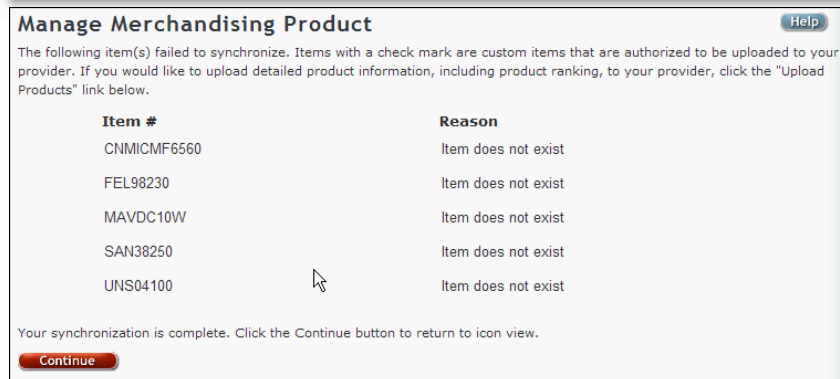 Manage Merchandising Product
Help
The following item(s) failed to synchronize. Items with a check mark are custom items that are authorized to be uploaded to your
provider. If you would like to upload detailed product information, including product ranking, to your provider, click the "Upload
Products" link below.
Item # Reason
CNMICMF6560 Item does not exist
FEL98230 Item does not exist
MAVDC10W Item does not exist
SAN38250 Item does not exist
UNS04100 Item does not exist
Your synchronization is complete. Click the Continue button to return to icon view.
Continue